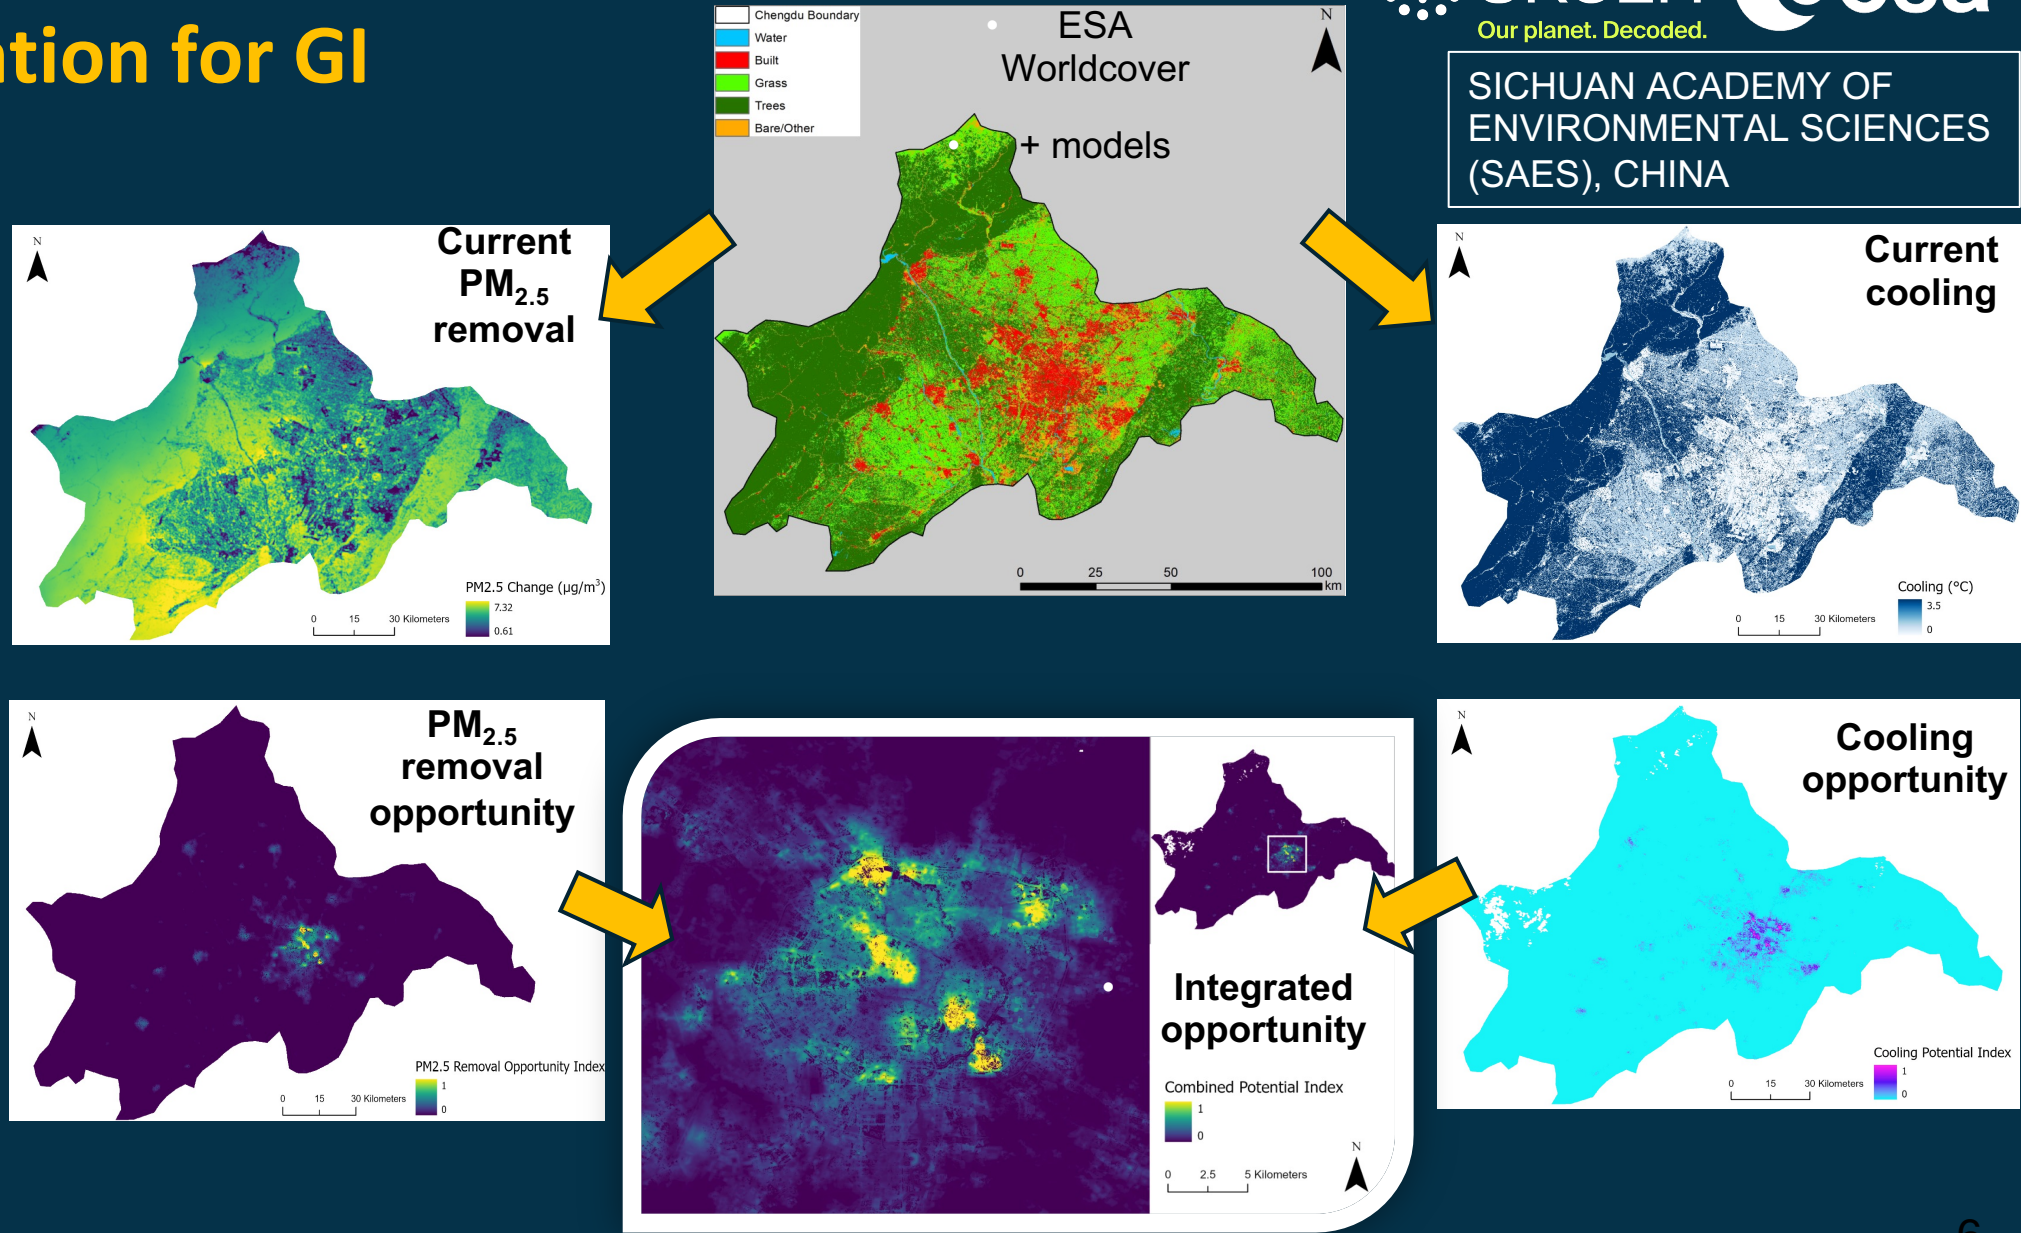 ation for GI
Chengdu Boundary
Water
Built
Grass
Trees
Bare/Other
ESA
Worldcover
+ models
N
0 25 50 100
km
Our planet. Decoded.
esa
SICHUAN ACADEMY OF
ENVIRONMENTAL SCIENCES
(SAES), CHINA
N
Current
PM2.5
removal
PM2.5 Change (µg/m³)
7.32
0.61
0 15 30 Kilometers
N
Current
cooling
Cooling (°C)
3.5
0
0 15 30 Kilometers
N
PM2.5
removal
opportunity
PM2.5 Removal Opportunity Index
1
0
0 15 30 Kilometers
Integrated
opportunity
Combined Potential Index
1
0
N
0 2.5 5 Kilometers
N
Cooling
opportunity
Cooling Potential Index
1
0
0 15 30 Kilometers
6